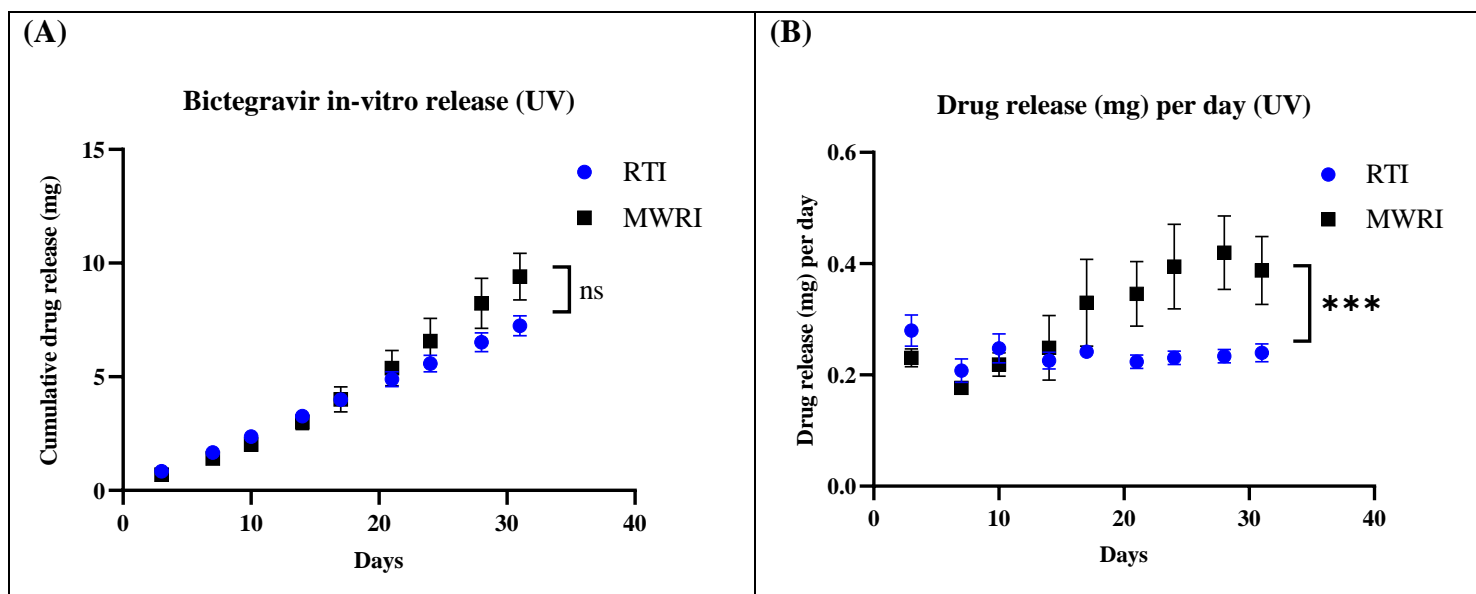 (A)
Bictegravir in-vitro release (UV)
Cumulative drug release (mg)
15
10
5
0
0
10
20
30
40
Days
RTI
MWRI
ns
(B)
Drug release (mg) per day (UV)
Drug release (mg) per day
0.6
0.4
0.2
0.0
0
10
20
30
40
Days
RTI
MWRI
***